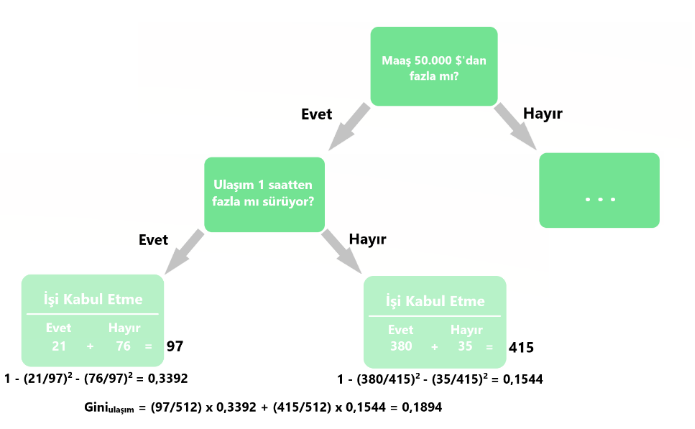 Maaş 50.000 $'dan
fazla mı?
Evet
Hayır
Ulaşım 1 saatten
fazla mı sürüyor?
. . .
Evet
Hayır
İşi Kabul Etme
Evet Hayır
21 + 76 = 97
1 - (21/97)² - (76/97)² = 0,3392
İşi Kabul Etme
Evet Hayır
380 + 35 = 415
1 - (380/415)² - (35/415)² = 0,1544
Giniulaşım = (97/512) x 0,3392 + (415/512) x 0,1544 = 0,1894